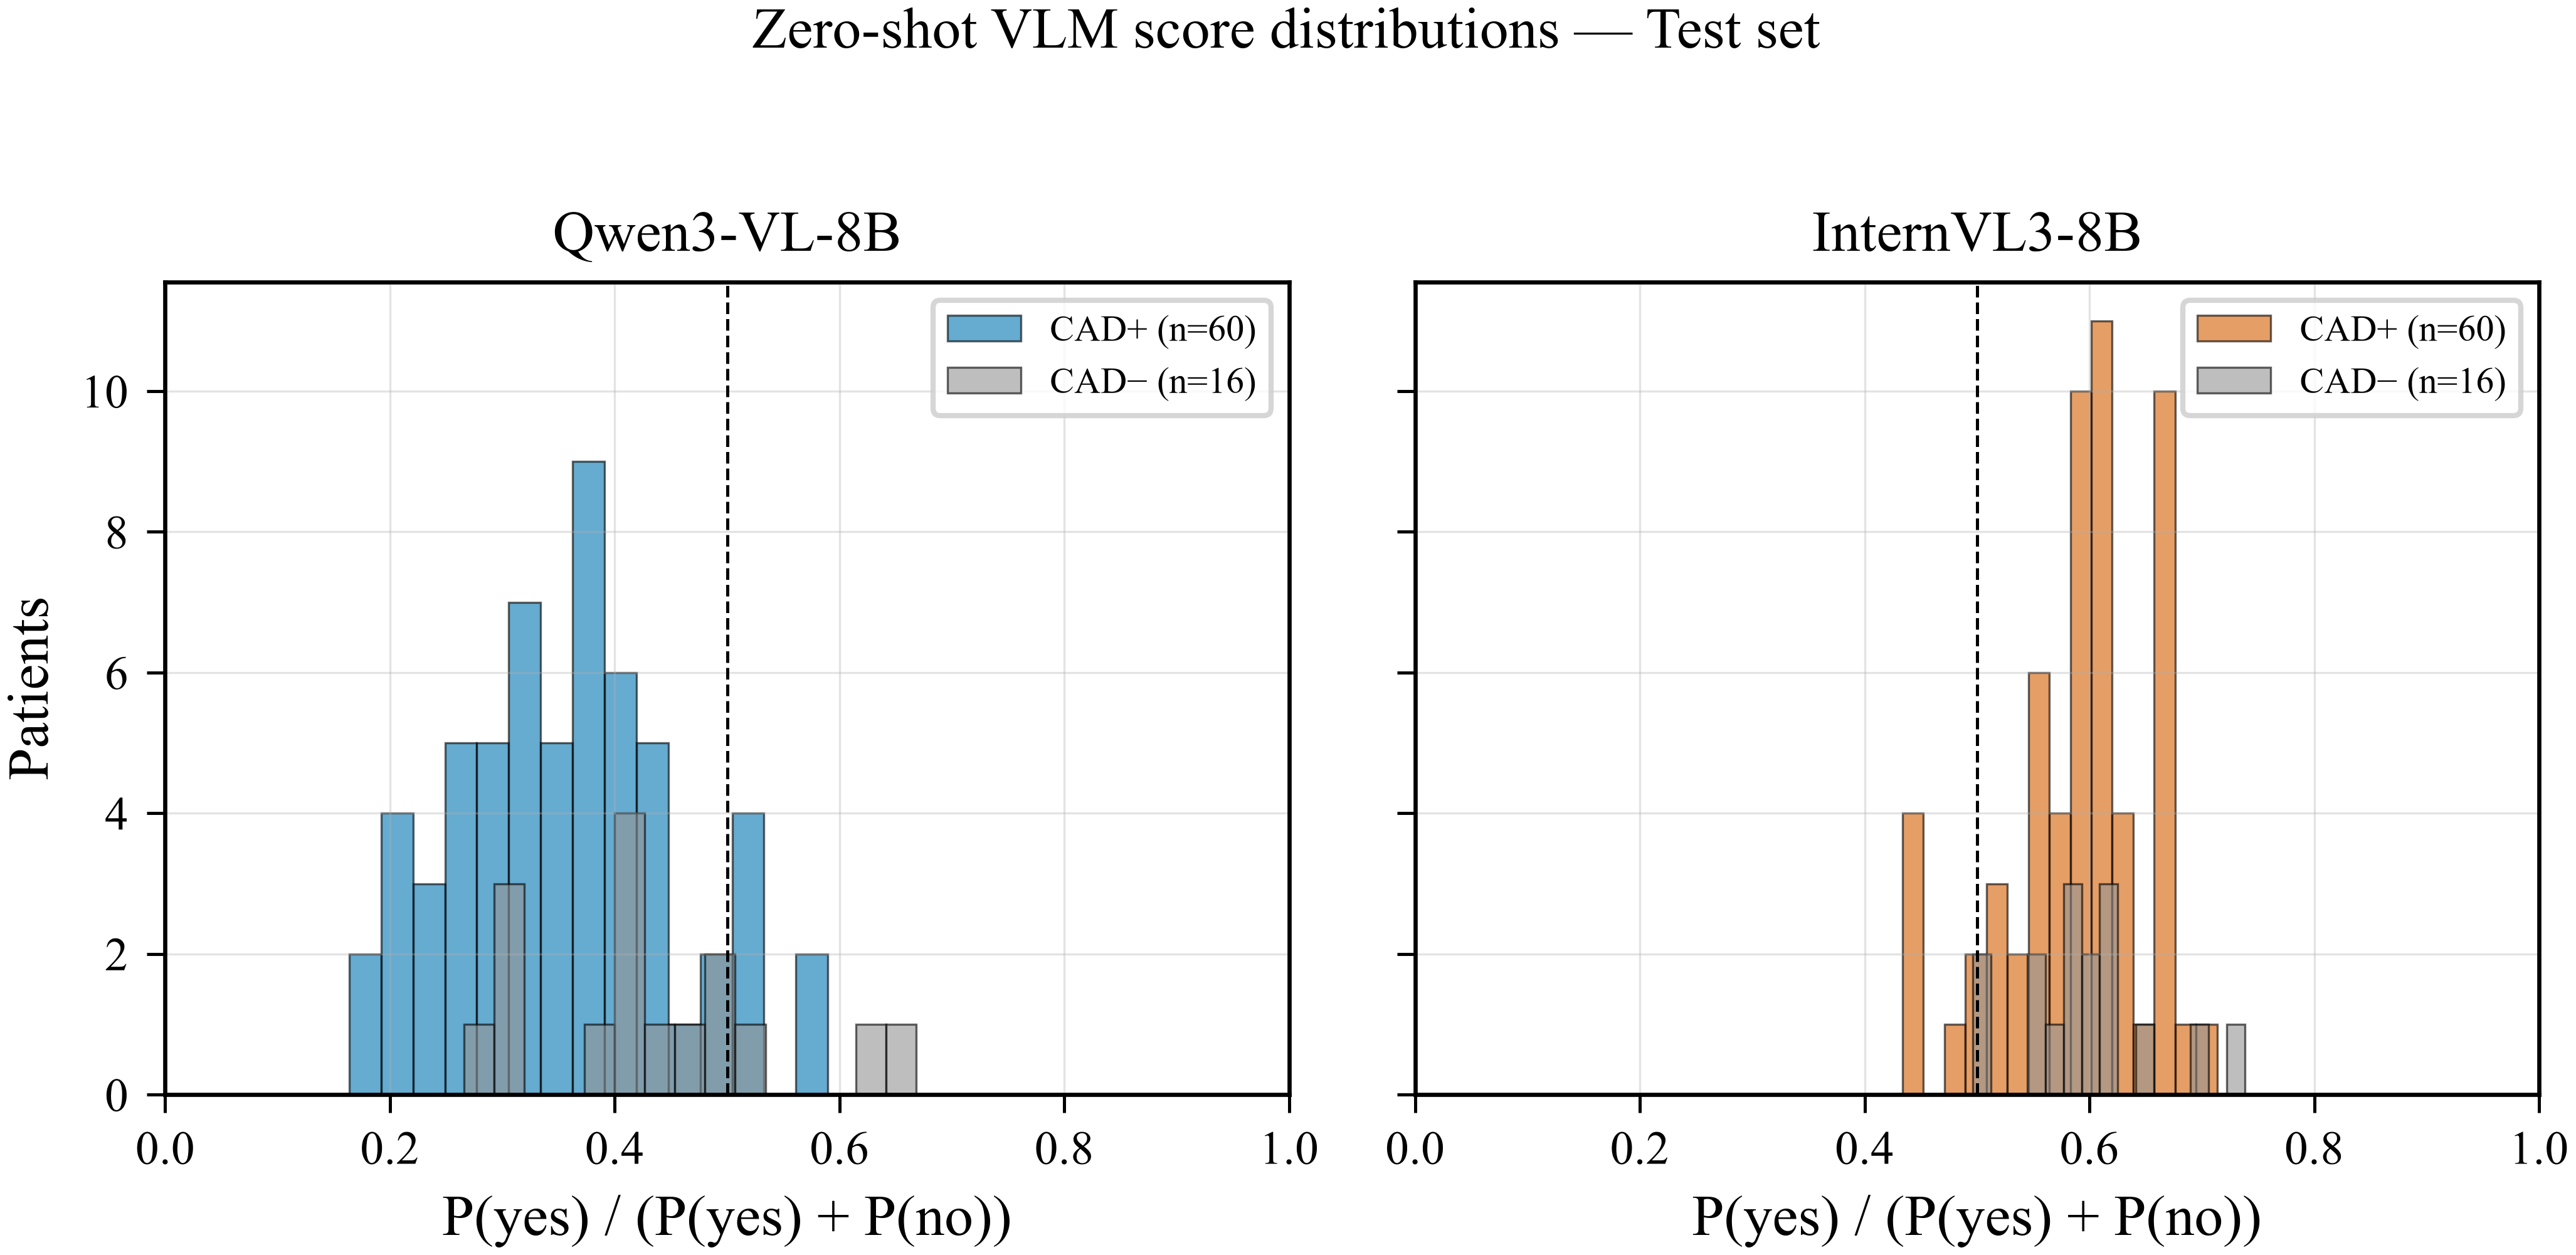 Zero-shot VLM score distributions — Test set
Qwen3-VL-8B
CAD+ (n=60)
CAD− (n=16)
Patients
10
8
6
4
2
0
0.0 0.2 0.4 0.6 0.8 1.0
P(yes) / (P(yes) + P(no))
InternVL3-8B
CAD+ (n=60)
CAD− (n=16)
0.0 0.2 0.4 0.6 0.8 1.0
P(yes) / (P(yes) + P(no))